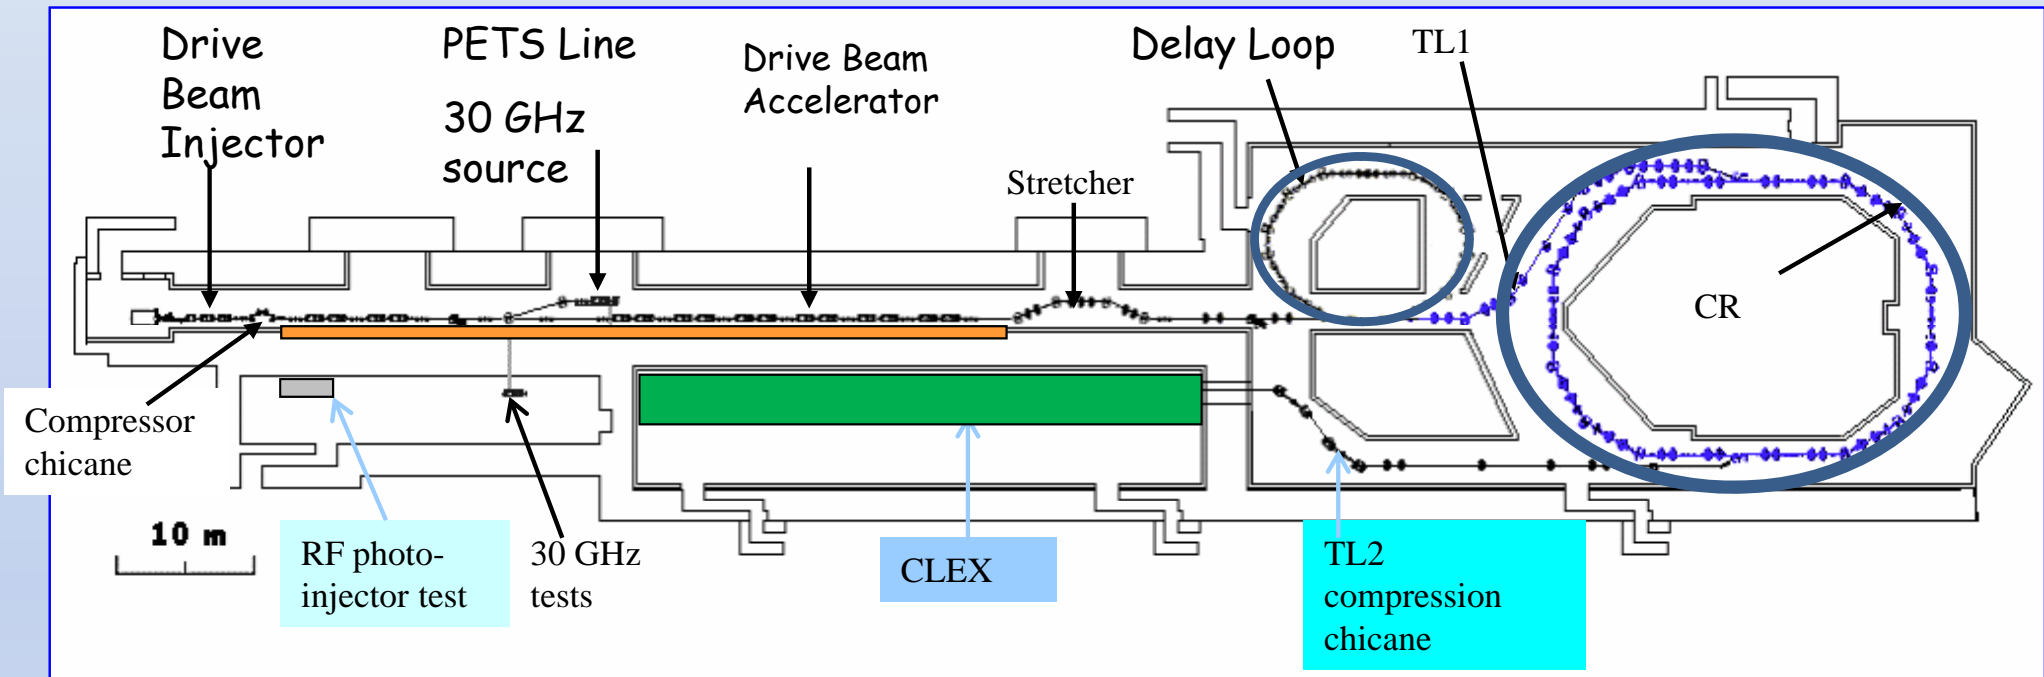 Drive
Beam
Injector
PETS Line
30 GHz
source
Drive Beam
Accelerator
Delay Loop
TL1
Stretcher
CR
Compressor
chicane
10 m
RF photo-
injector test
30 GHz
tests
CLEX
TL2
compression
chicane